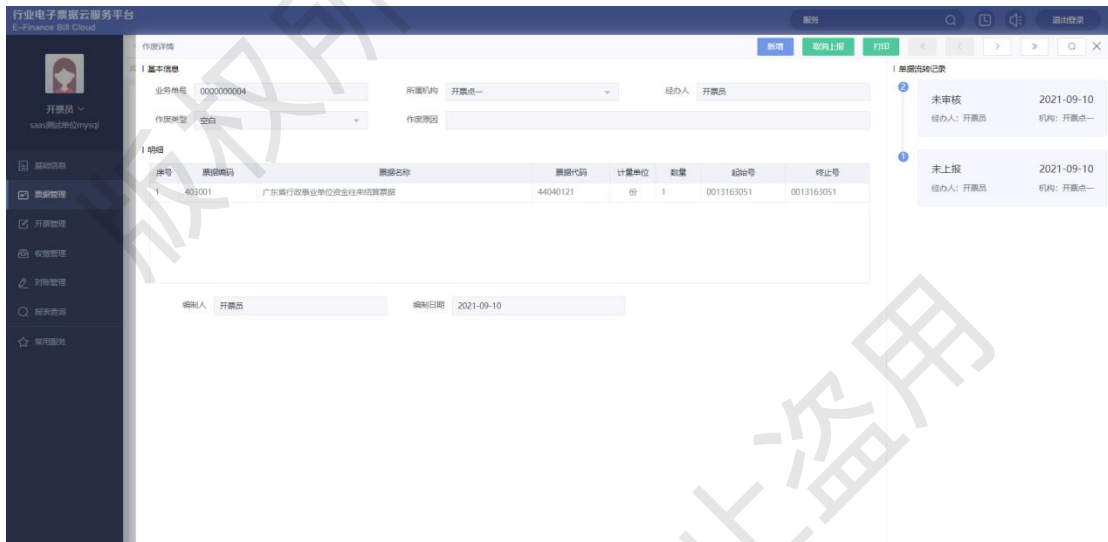 行业电子票据云服务平台
E-Finance Bill Cloud
服务
退出登录
开票员
saas测试单位mysql
基础信息
票据管理
开票管理
收缴管理
对账管理
报表查询
常用服务
作废详情
新增 取消上报 打印
基本信息
业务单号 0000000004 所属机构 开票点一 经办人 开票员
作废类型 空白 作废原因
明细
序号 票据编码 票据名称 票据代码 计量单位 数量 起始号 终止号
1 403001 广东省行政事业单位资金往来结算票据 44040121 份 1 0013163051 0013163051
编制人 开票员 编制日期 2021-09-10
单据流转记录
2
未审核 2021-09-10
经办人：开票员 机构：开票点一
1
未上报 2021-09-10
经办人：开票员 机构：开票点一
版权所
止盗用